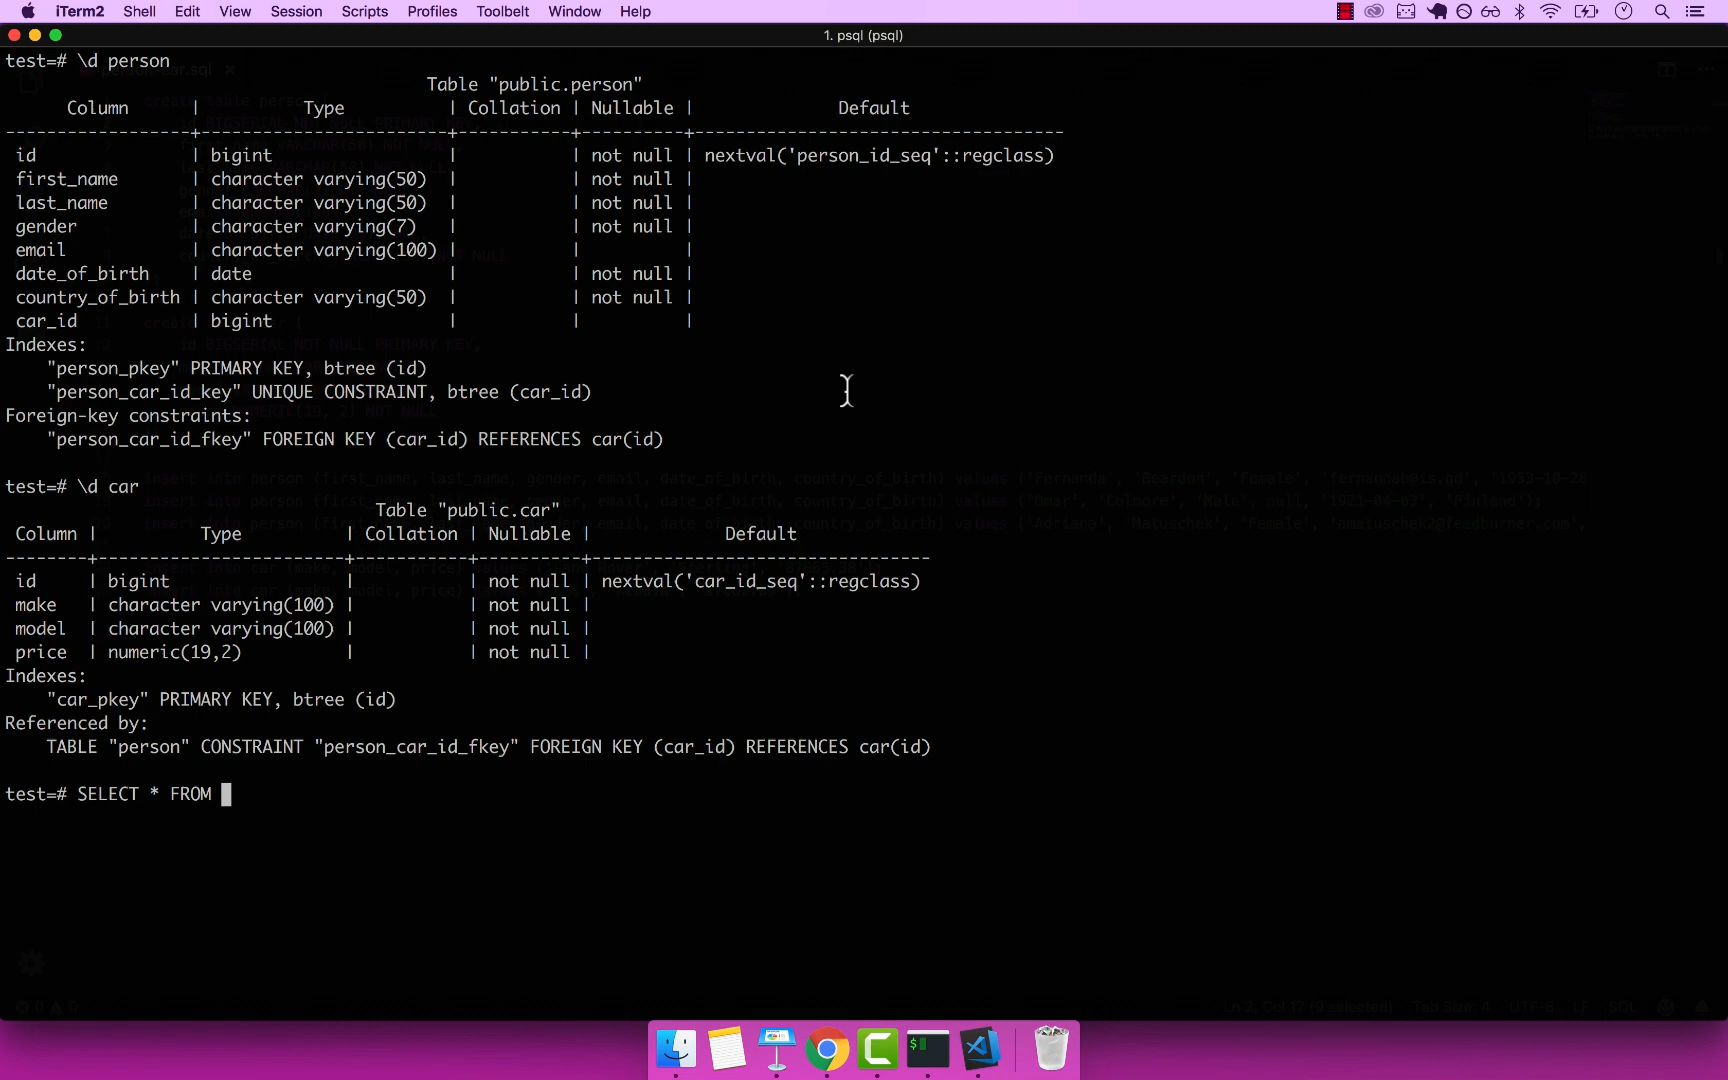 iTerm2 Shell Edit View Session Scripts Profiles Toolbelt Window Help
1. psql (psql)
test=# \d person
Table "public.person"
Column | Type | Collation | Nullable | Default
------------------+------------------------+-----------+----------+------------------------------------
id | bigint | | not null | nextval('person_id_seq'::regclass)
first_name | character varying(50) | | not null |
last_name | character varying(50) | | not null |
gender | character varying(7) | | not null |
email | character varying(100) | | |
date_of_birth | date | | not null |
country_of_birth | character varying(50) | | not null |
car_id | bigint | | |
Indexes:
"person_pkey" PRIMARY KEY, btree (id)
"person_car_id_key" UNIQUE CONSTRAINT, btree (car_id)
Foreign-key constraints:
"person_car_id_fkey" FOREIGN KEY (car_id) REFERENCES car(id)
test=# \d car
Table "public.car"
Column | Type | Collation | Nullable | Default
--------+------------------------+-----------+----------+---------------------------------
id | bigint | | not null | nextval('car_id_seq'::regclass)
make | character varying(100) | | not null |
model | character varying(100) | | not null |
price | numeric(19,2) | | not null |
Indexes:
"car_pkey" PRIMARY KEY, btree (id)
Referenced by:
TABLE "person" CONSTRAINT "person_car_id_fkey" FOREIGN KEY (car_id) REFERENCES car(id)
test=# SELECT * FROM